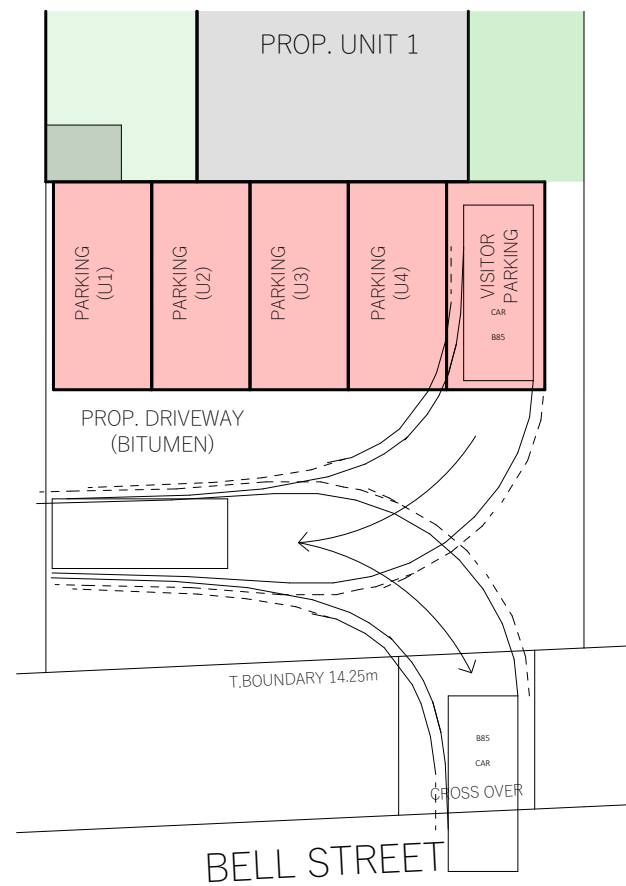 PROP. UNIT 1
PARKING
(U1)
PARKING
(U2)
PARKING
(U3)
PARKING
(U4)
VISITOR
PARKING
CAR
B85
PROP. DRIVEWAY
(BITUMEN)
T.BOUNDARY 14.25m
B85
CAR
CROSS OVER
BELL STREET